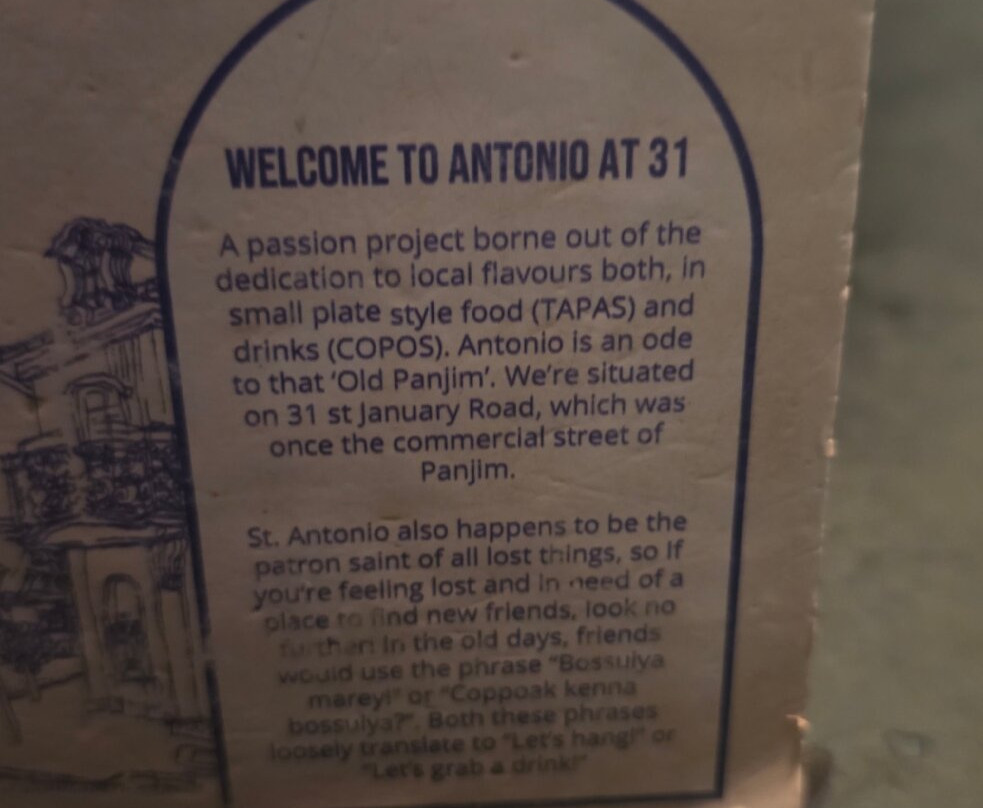 WELCOME TO ANTONIO AT 31
A passion project borne out of the
dedication to local flavours both, in
small plate style food (TAPAS) and
drinks (COPOS). Antonio is an ode
to that ‘Old Panjim’. We’re situated
on 31 st January Road, which was
once the commercial street of
Panjim.
St. Antonio also happens to be the
patron saint of all lost things, so if
you’re feeling lost and in need of a
place to find new friends, look no
further! In the old days, friends
would use the phrase “Bossuiya
marey!” or “Coppoak kenna
bossuiya?”. Both these phrases
loosely translate to “Let’s hang!” or
“Let’s grab a drink!”